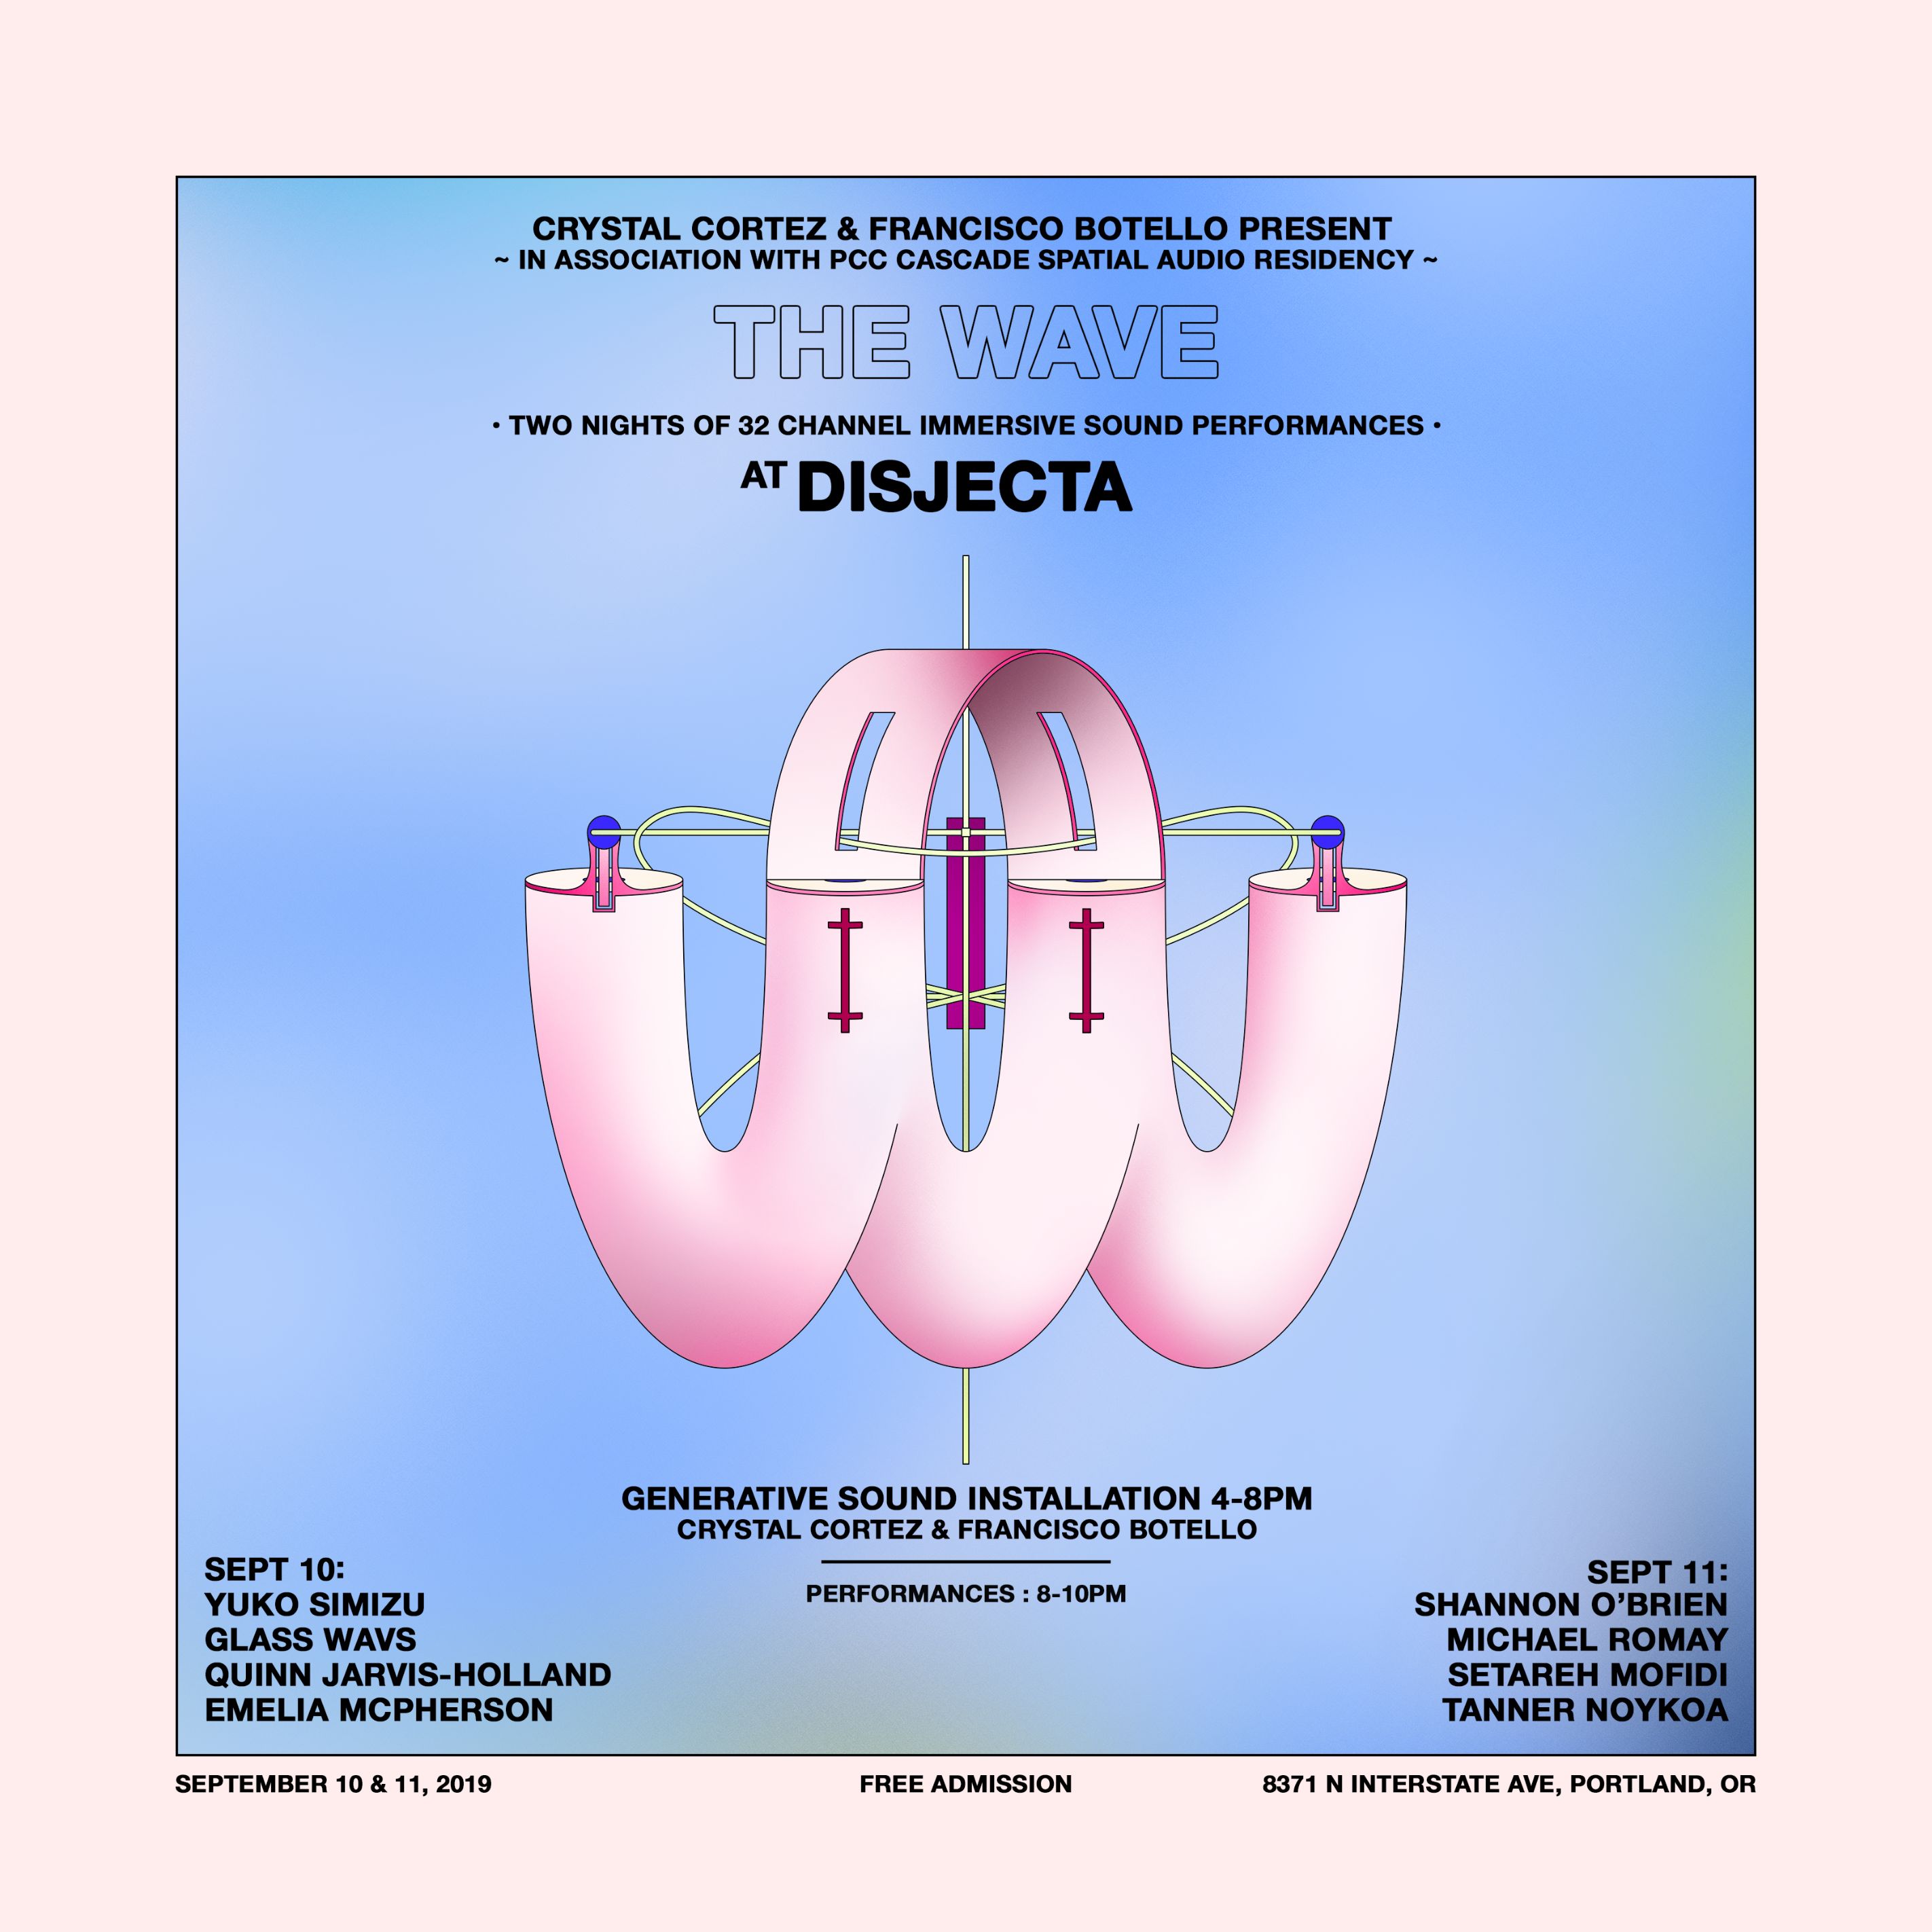 CRYSTAL CORTEZ & FRANCISCO BOTELLO PRESENT
~ IN ASSOCIATION WITH PCC CASCADE SPATIAL AUDIO RESIDENCY ~
THE WAVE
· TWO NIGHTS OF 32 CHANNEL IMMERSIVE SOUND PERFORMANCES ·
AT DISJECTA
GENERATIVE SOUND INSTALLATION 4-8PM
CRYSTAL CORTEZ & FRANCISCO BOTELLO
PERFORMANCES : 8-10PM
SEPT 10:
YUKO SIMIZU
GLASS WAVS
QUINN JARVIS-HOLLAND
EMELIA MCPHERSON
SEPT 11:
SHANNON O’BRIEN
MICHAEL ROMAY
SETAREH MOFIDI
TANNER NOYKOA
SEPTEMBER 10 & 11, 2019
FREE ADMISSION
8371 N INTERSTATE AVE, PORTLAND, OR